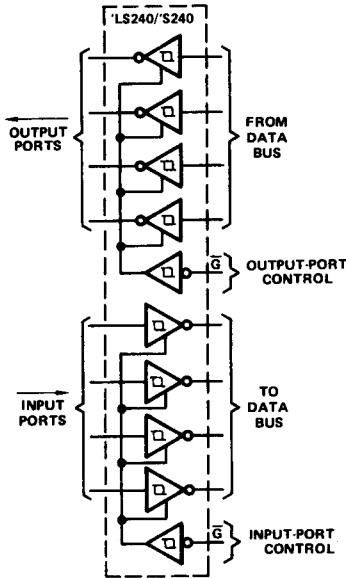 'LS240/'S240
OUTPUT
PORTS
FROM
DATA
BUS
G̅
OUTPUT-PORT
CONTROL
INPUT
PORTS
TO
DATA
BUS
G̅
INPUT-PORT
CONTROL